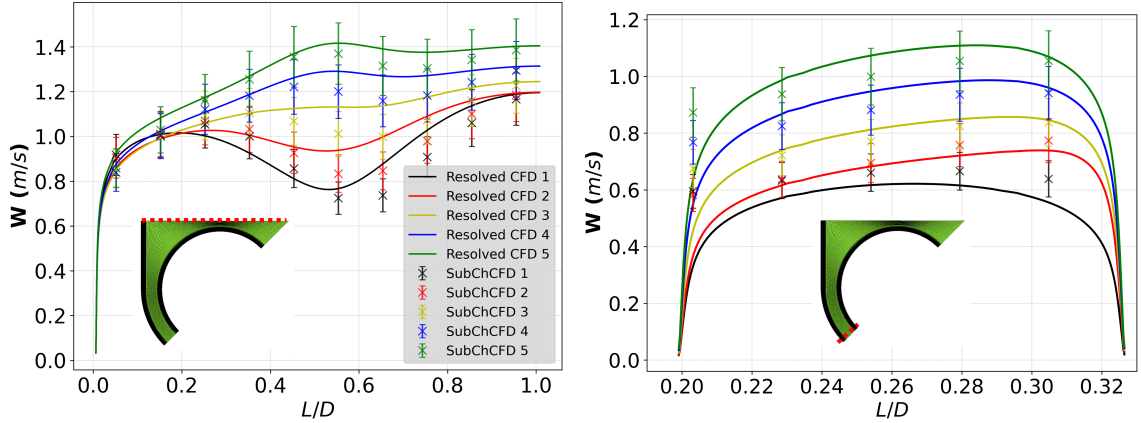 1.4
1.2
1.0
0.8
0.6
0.4
0.2
0.0
W (m/s)
0.0 0.2 0.4 0.6 0.8 1.0
L/D
Resolved CFD 1
Resolved CFD 2
Resolved CFD 3
Resolved CFD 4
Resolved CFD 5
SubChCFD 1
SubChCFD 2
SubChCFD 3
SubChCFD 4
SubChCFD 5
1.2
1.0
0.8
0.6
0.4
0.2
0.0
W (m/s)
0.20 0.22 0.24 0.26 0.28 0.30 0.32
L/D